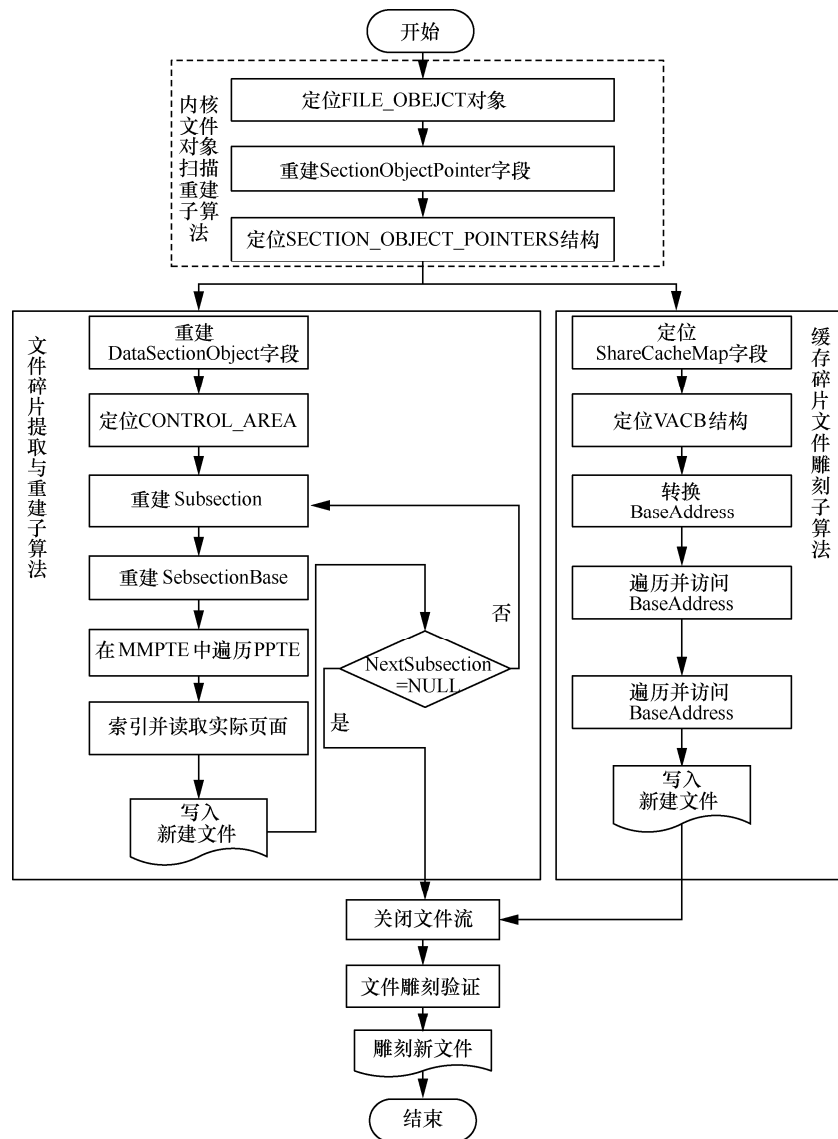 开始
内核
文件
对象
扫描
重建
子算
法
定位FILE_OBEJCT对象
重建SectionObjectPointer字段
定位SECTION_OBJECT_POINTERS结构
文件碎片提取与重建子算法
重建
DataSectionObject字段
定位CONTROL_AREA
重建 Subsection
重建 SebsectionBase
在MMPTE中遍历PPTE
索引并读取实际页面
写入
新建文件
NextSubsection
=NULL
否
是
缓存碎片文件雕刻子算法
定位
ShareCacheMap字段
定位VACB结构
转换
BaseAddress
遍历并访问
BaseAddress
遍历并访问
BaseAddress
写入
新建文件
关闭文件流
文件雕刻验证
雕刻新文件
结束